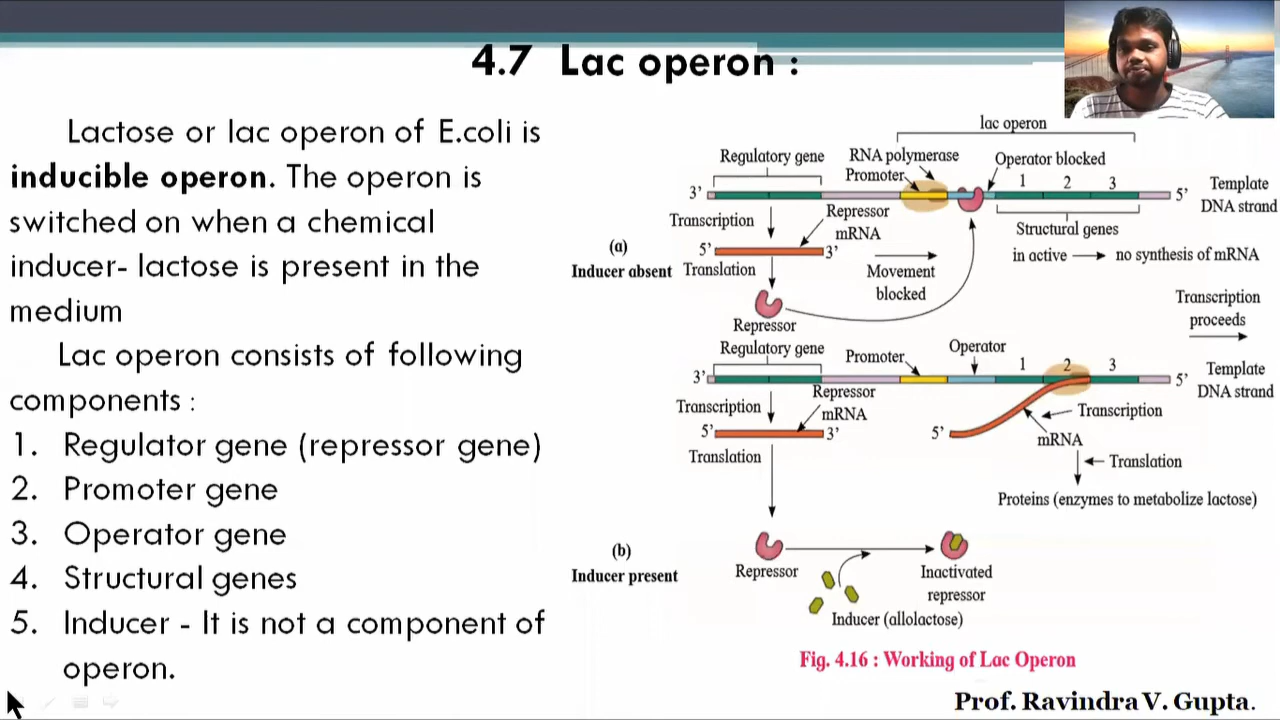 4.7 Lac operon :
Lactose or lac operon of E.coli is
inducible operon. The operon is
switched on when a chemical
inducer- lactose is present in the
medium
Lac operon consists of following
components :
1. Regulator gene (repressor gene)
2. Promoter gene
3. Operator gene
4. Structural genes
5. Inducer - It is not a component of
operon.
lac operon
Regulatory gene
RNA polymerase
Promoter
Operator blocked
3’
1
2
3
5’
Template
DNA strand
Transcription
Repressor
mRNA
Structural genes
(a)
Inducer absent
5’
3’
in active
no synthesis of mRNA
Translation
Movement
blocked
Repressor
Transcription
proceeds
Regulatory gene
Promoter
Operator
3’
1
2
3
5’
Template
DNA strand
Transcription
Repressor
mRNA
Transcription
5’
3’
5’
mRNA
Translation
Translation
Proteins (enzymes to metabolize lactose)
(b)
Inducer present
Repressor
Inactivated
repressor
Inducer (allolactose)
Fig. 4.16 : Working of Lac Operon
Prof. Ravindra V. Gupta.